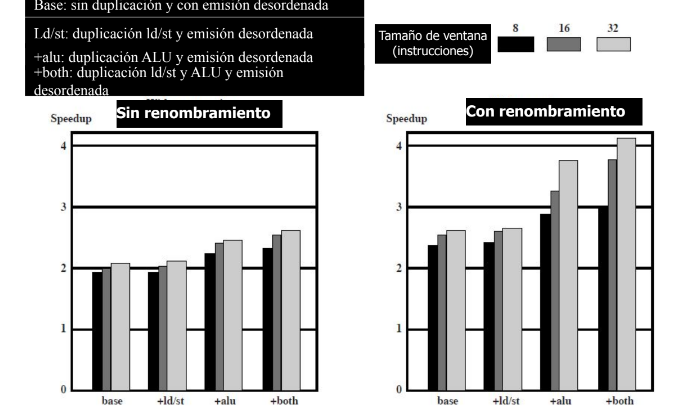 Base: sin duplicación y con emisión desordenada
Ld/st: duplicación ld/st y emisión desordenada
+alu: duplicación ALU y emisión desordenada
+both: duplicación ld/st y ALU y emisión
desordenada
Tamaño de ventana
(instrucciones)
8 16 32
Speedup
Sin renombramiento
4
3
2
1
0
base +ld/st +alu +both
Speedup
Con renombramiento
4
3
2
1
0
base +ld/st +alu +both